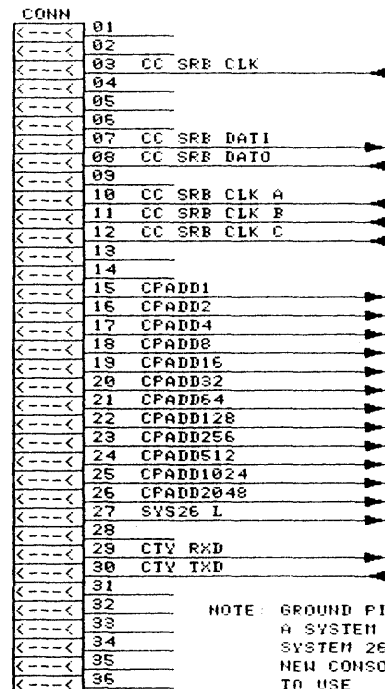 CONN
01
02
03 CC SRB CLK
04
05
06
07 CC SRB DATI
08 CC SRB DATO
09
10 CC SRB CLK A
11 CC SRB CLK B
12 CC SRB CLK C
13
14
15 CPADD1
16 CPADD2
17 CPADD4
18 CPADD8
19 CPADD16
20 CPADD32
21 CPADD64
22 CPADD128
23 CPADD256
24 CPADD512
25 CPADD1024
26 CPADD2048
27 SYS26 L
28
29 CTY RXD
30 CTY TXD
31
32 NOTE: GROUND PI
33 A SYSTEM
34 SYSTEM 26
35 NEW CONSO
36 TO USE